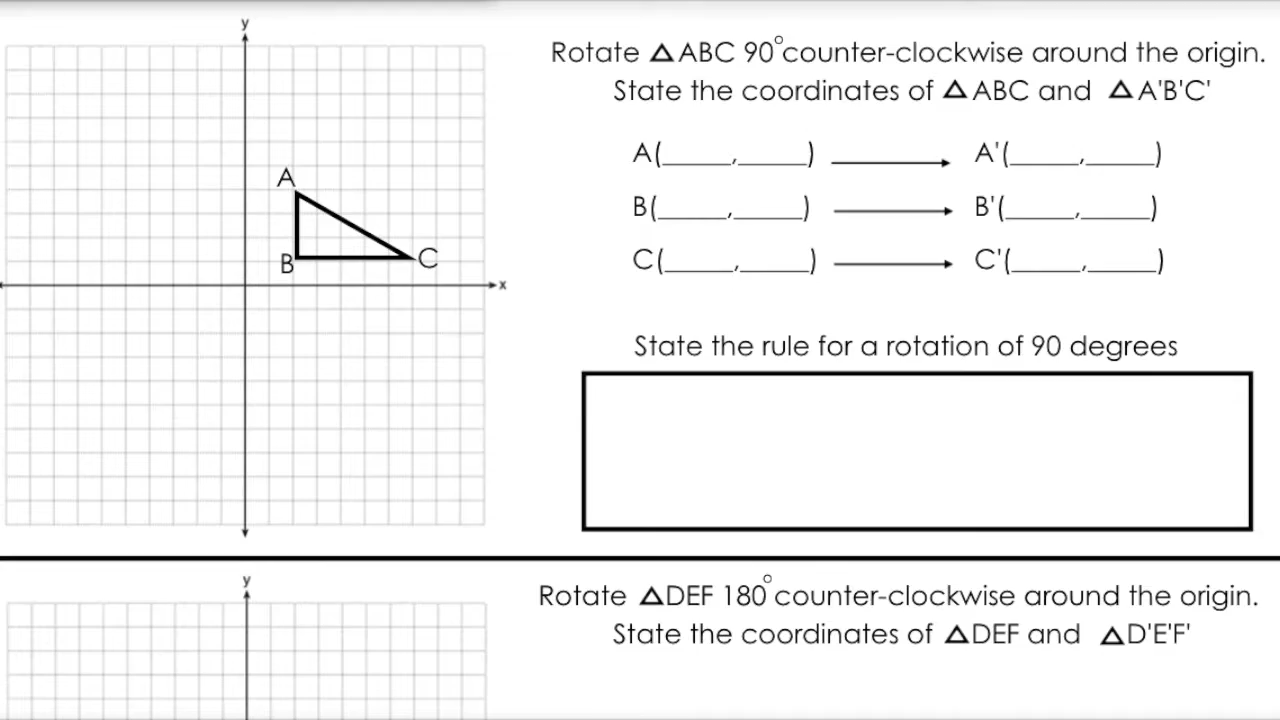 y
A
B
C
x
Rotate △ABC 90° counter-clockwise around the origin.
State the coordinates of △ABC and △A'B'C'
A(_____,_____) ⟶ A'(_____,_____)
B(_____,_____) ⟶ B'(_____,_____)
C(_____,_____) ⟶ C'(_____,_____)
State the rule for a rotation of 90 degrees
y
Rotate △DEF 180° counter-clockwise around the origin.
State the coordinates of △DEF and △D'E'F'